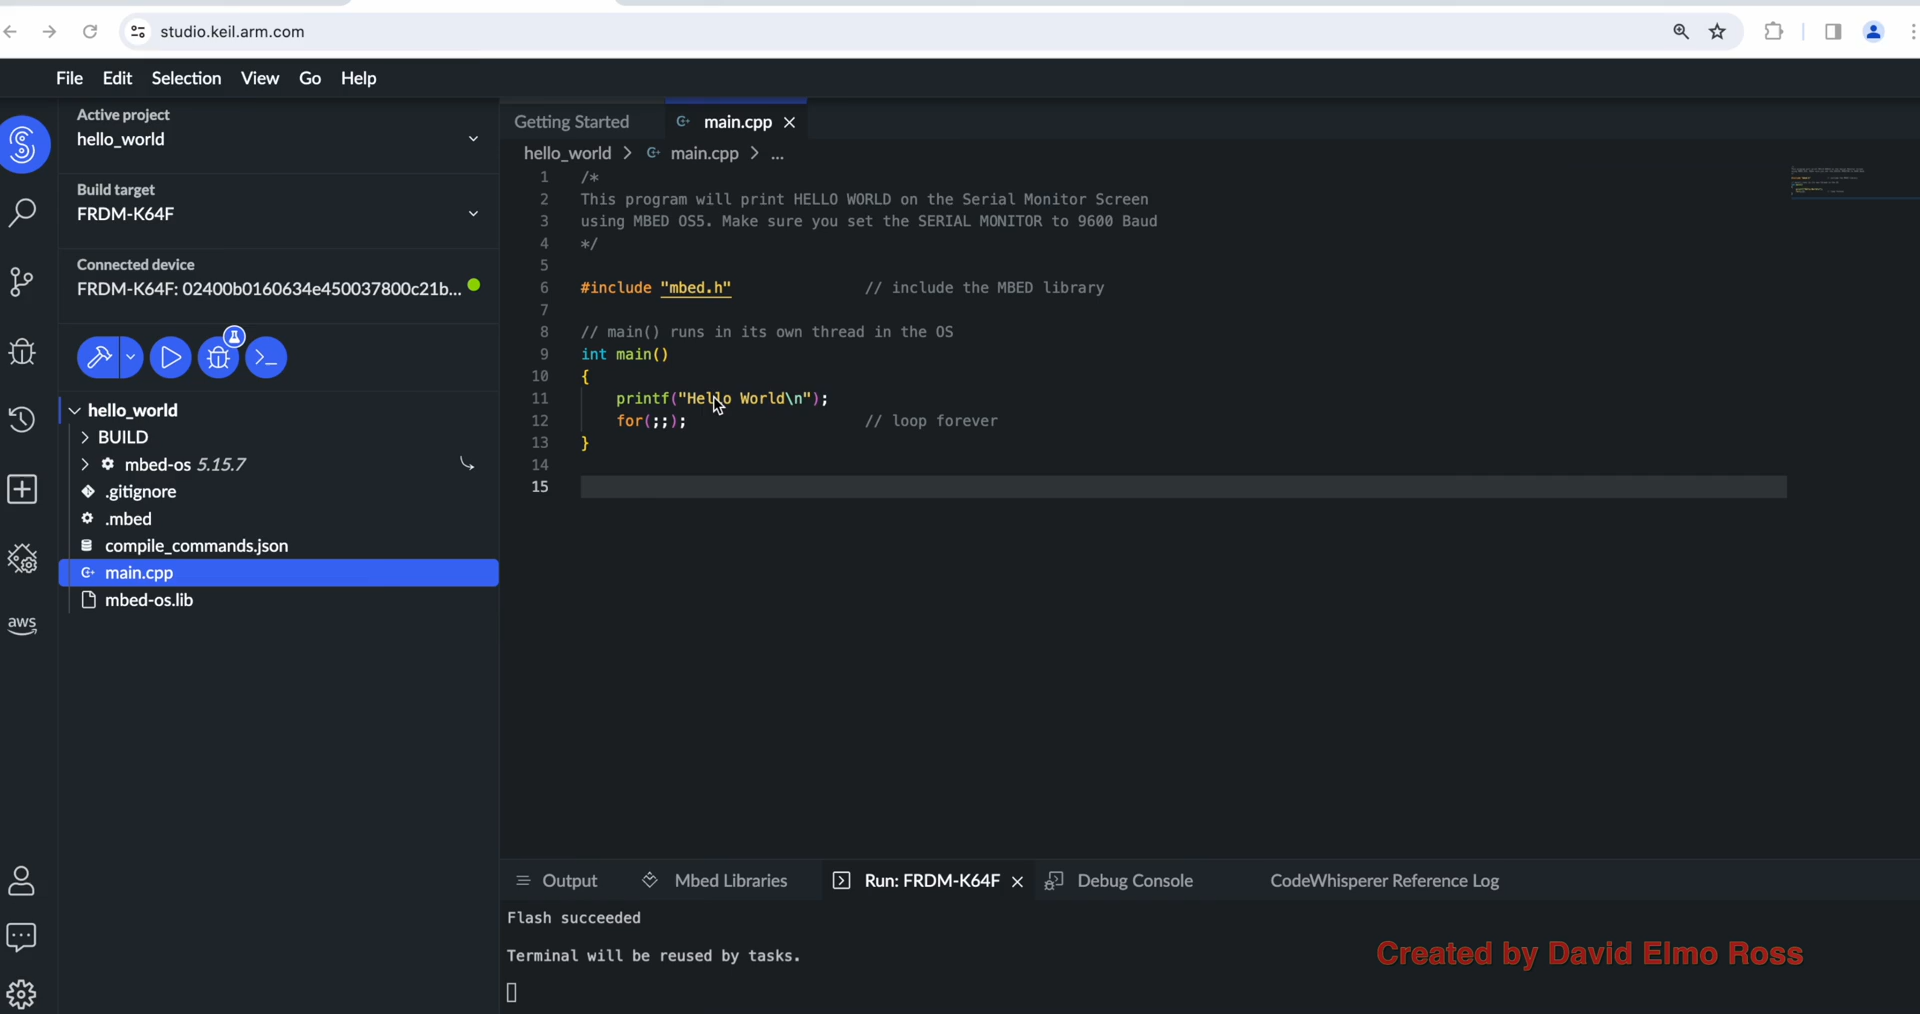 studio.keil.arm.com
File Edit Selection View Go Help
Active project
hello_world
Build target
FRDM-K64F
Connected device
FRDM-K64F: 02400b0160634e450037800c21b...
hello_world
BUILD
mbed-os 5.15.7
.gitignore
.mbed
compile_commands.json
main.cpp
mbed-os.lib
aws
Getting Started main.cpp
hello_world > main.cpp > ...
1 /*
2 This program will print HELLO WORLD on the Serial Monitor Screen
3 using MBED OS5. Make sure you set the SERIAL MONITOR to 9600 Baud
4 */
5
6 #include "mbed.h" // include the MBED library
7
8 // main() runs in its own thread in the OS
9 int main()
10 {
11 printf("Hello World\n");
12 for(;;); // loop forever
13 }
14
15
Output Mbed Libraries Run: FRDM-K64F Debug Console CodeWhisperer Reference Log
Flash succeeded
Terminal will be reused by tasks.
Created by David Elmo Ross